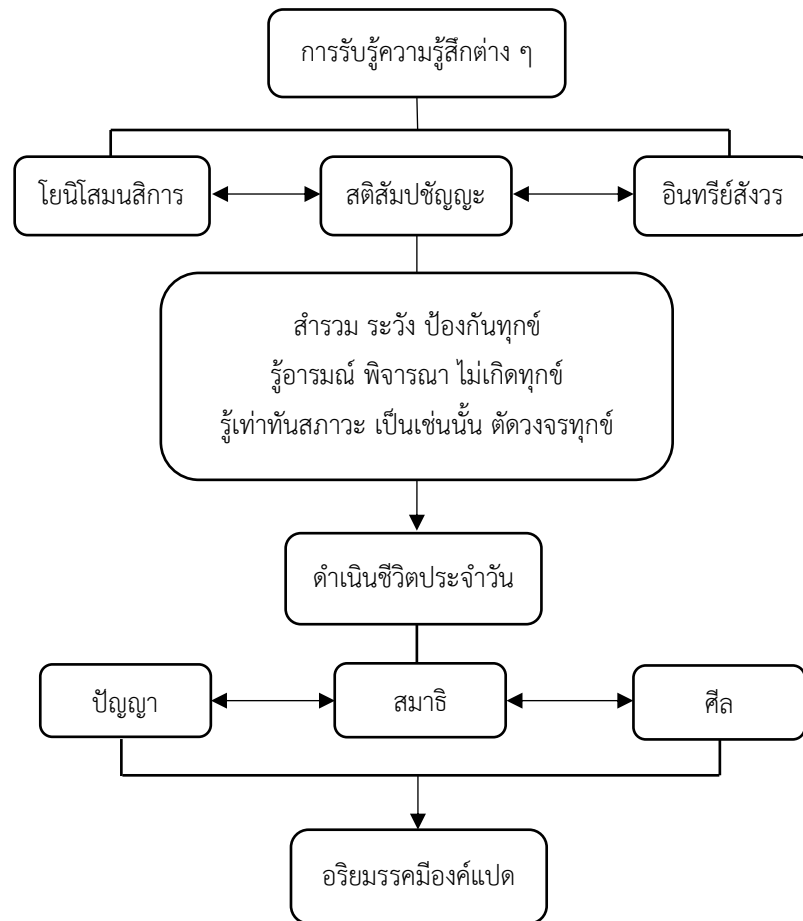 การรับรู้ความรู้สึกต่าง ๆ
โยนิโสมนสิการ
สติสัมปชัญญะ
อินทรีย์สังวร
สำรวม ระวัง ป้องกันทุกข์
รู้อารมณ์ พิจารณา ไม่เกิดทุกข์
รู้เท่าทันสภาวะ เป็นเช่นนั้น ตัดวงจรทุกข์
ดำเนินชีวิตประจำวัน
ปัญญา
สมาธิ
ศีล
อริยมรรคมีองค์แปด